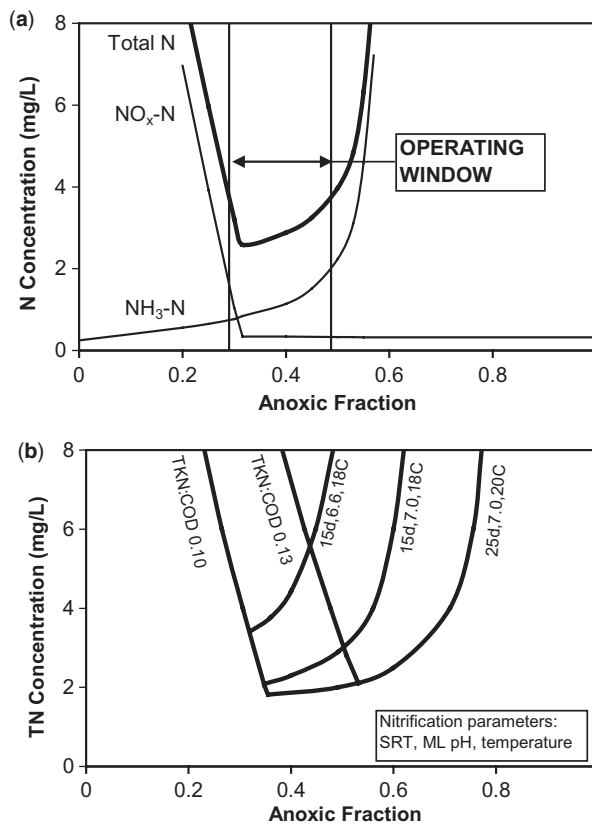 (a)
8
6
4
2
0
N Concentration (mg/L)
Total N
NOx-N
NH3-N
OPERATING
WINDOW
0.2
0.4
0.6
0.8
Anoxic Fraction
(b)
8
6
4
2
0
TN Concentration (mg/L)
TKN:COD 0.10
TKN:COD 0.13
15d,6.6,18C
15d,7.0,18C
25d,7.0,20C
Nitrification parameters:
SRT, ML pH, temperature
0
0.2
0.4
0.6
0.8
Anoxic Fraction